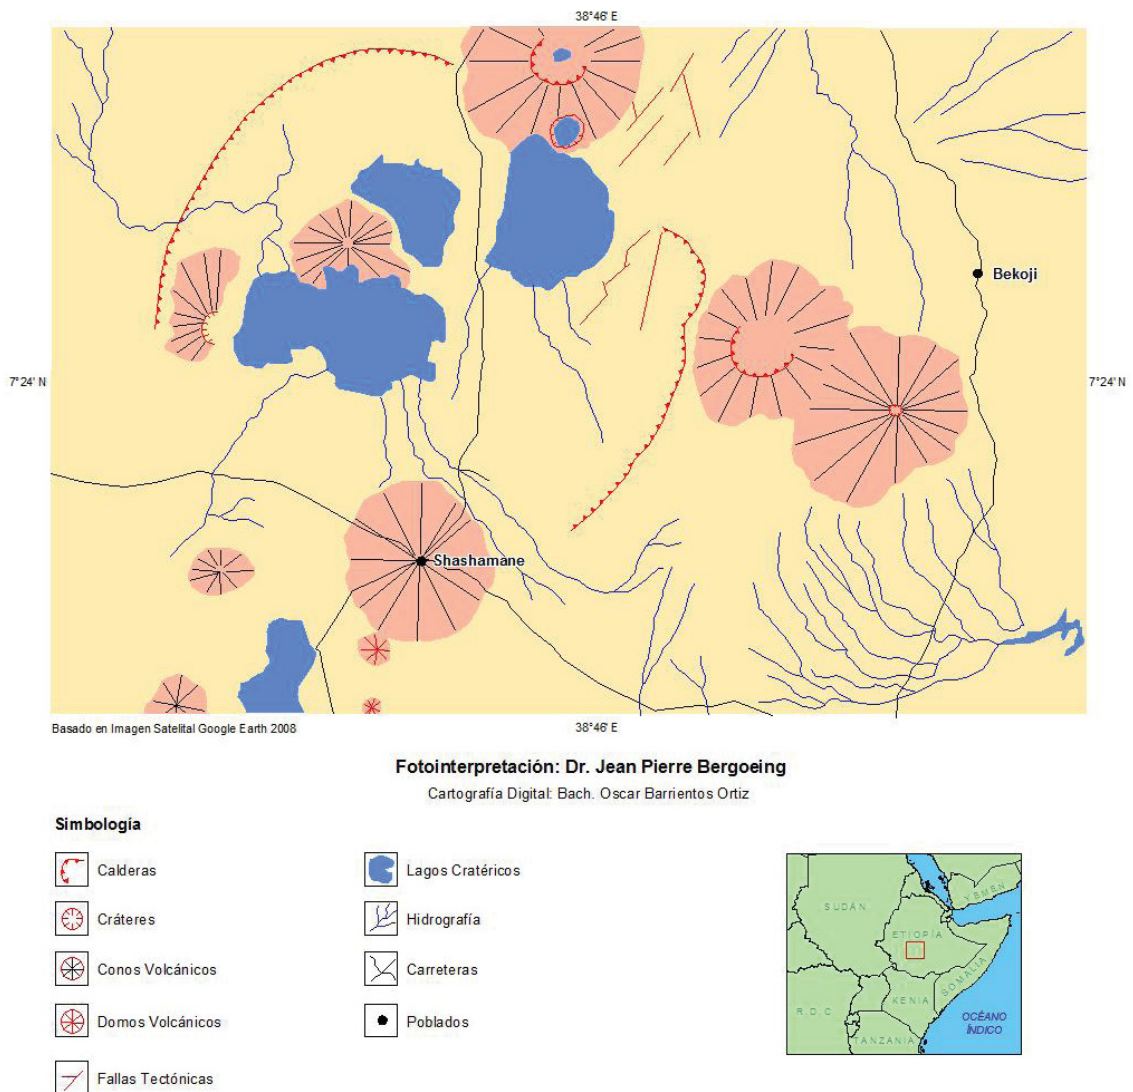 38°46' E
Bekoji
7°24' N
7°24' N
Shashamane
Basado en Imagen Satelital Google Earth 2008
38°46' E
Fotointerpretación: Dr. Jean Pierre Bergoeing
Cartografía Digital: Bach. Oscar Barrientos Ortiz
Simbología
Calderas
Cráteres
Conos Volcánicos
Domos Volcánicos
Fallas Tectónicas
Lagos Cratéricos
Hidrografía
Carreteras
Poblados
YEMEN
SUDÁN
ETIOPÍA
SOMALIA
KENIA
R.D.C
OCÉANO
ÍNDICO
TANZANIA